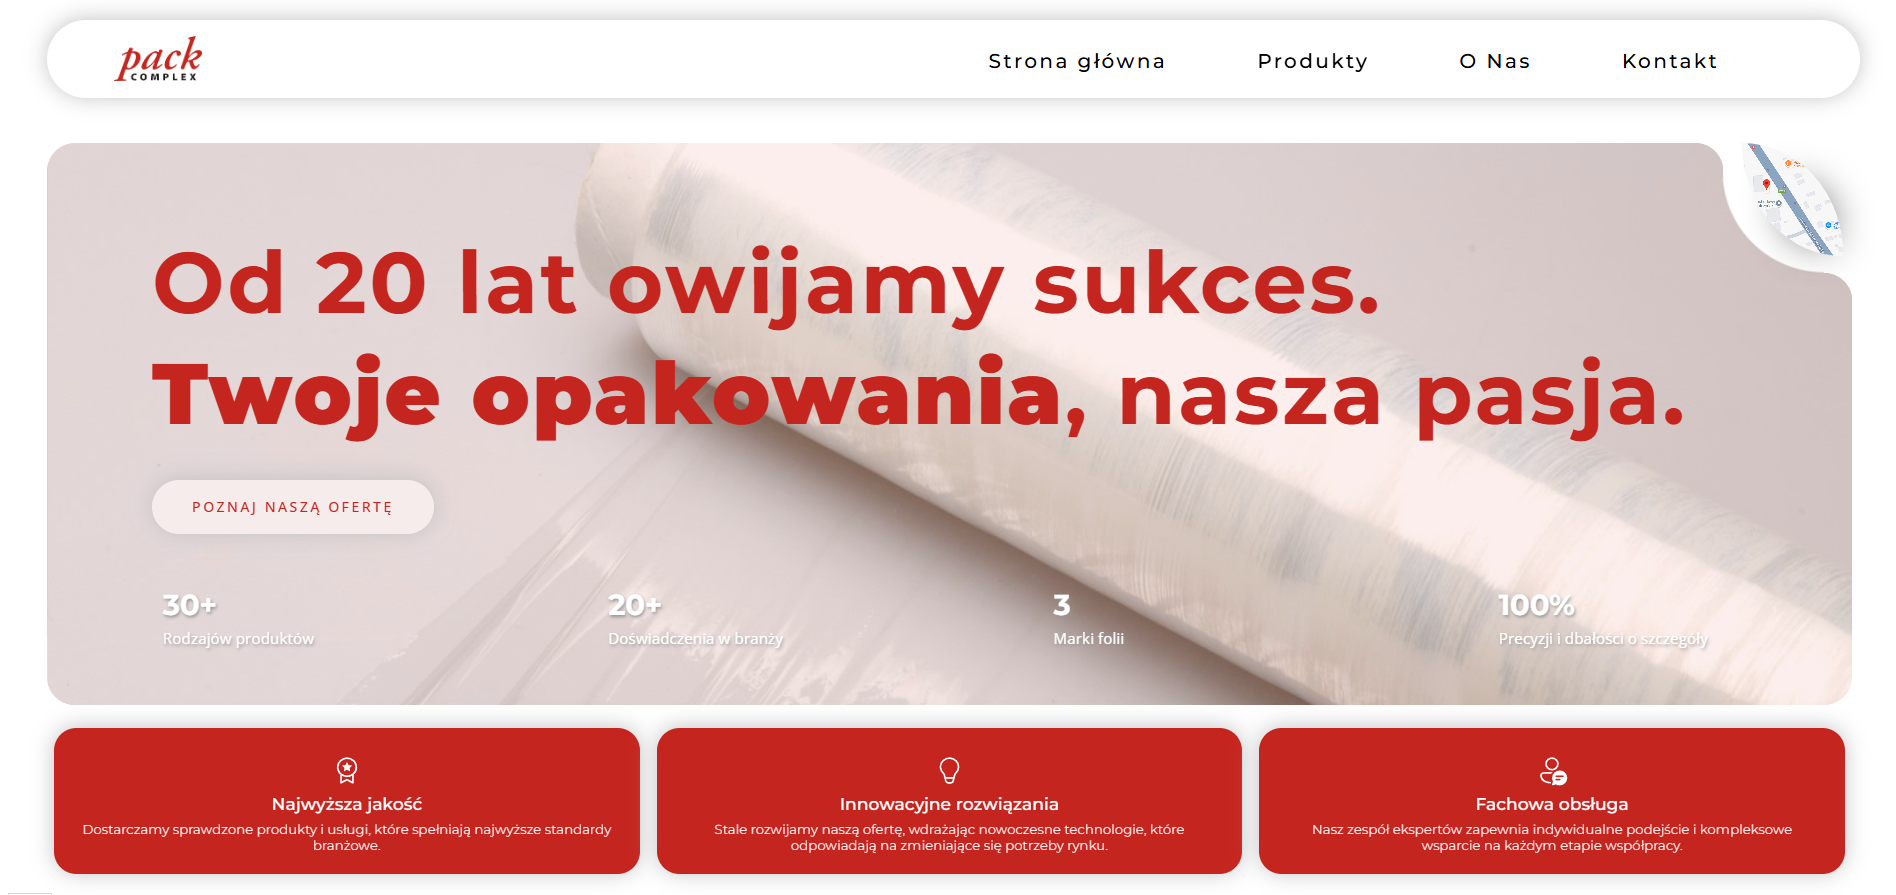 pack
COMPLEX
Strona główna
Produkty
O Nas
Kontakt
Od 20 lat owijamy sukces.
Twoje opakowania, nasza pasja.
POZNAJ NASZĄ OFERTĘ
30+
Rodzajów produktów
20+
Doświadczenia w branży
3
Marki folii
100%
Precyzji i dbałości o szczegóły
Najwyższa jakość
Dostarczamy sprawdzone produkty i usługi, które spełniają najwyższe standardy
branżowe.
Innowacyjne rozwiązania
Stale rozwijamy naszą ofertę, wdrażając nowoczesne technologie, które
odpowiadają na zmieniające się potrzeby rynku.
Fachowa obsługa
Nasz zespół ekspertów zapewnia indywidualne podejście i kompleksowe
wsparcie na każdym etapie współpracy.